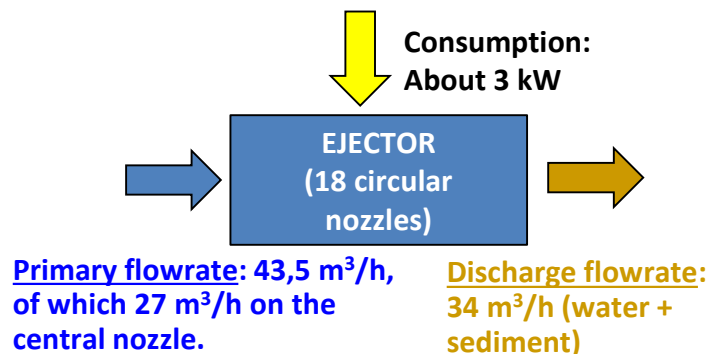 Consumption:
About 3 kW
EJECTOR
(18 circular
nozzles)
Primary flowrate: 43,5 m³/h,
of which 27 m³/h on the
central nozzle.
Discharge flowrate:
34 m³/h (water +
sediment)